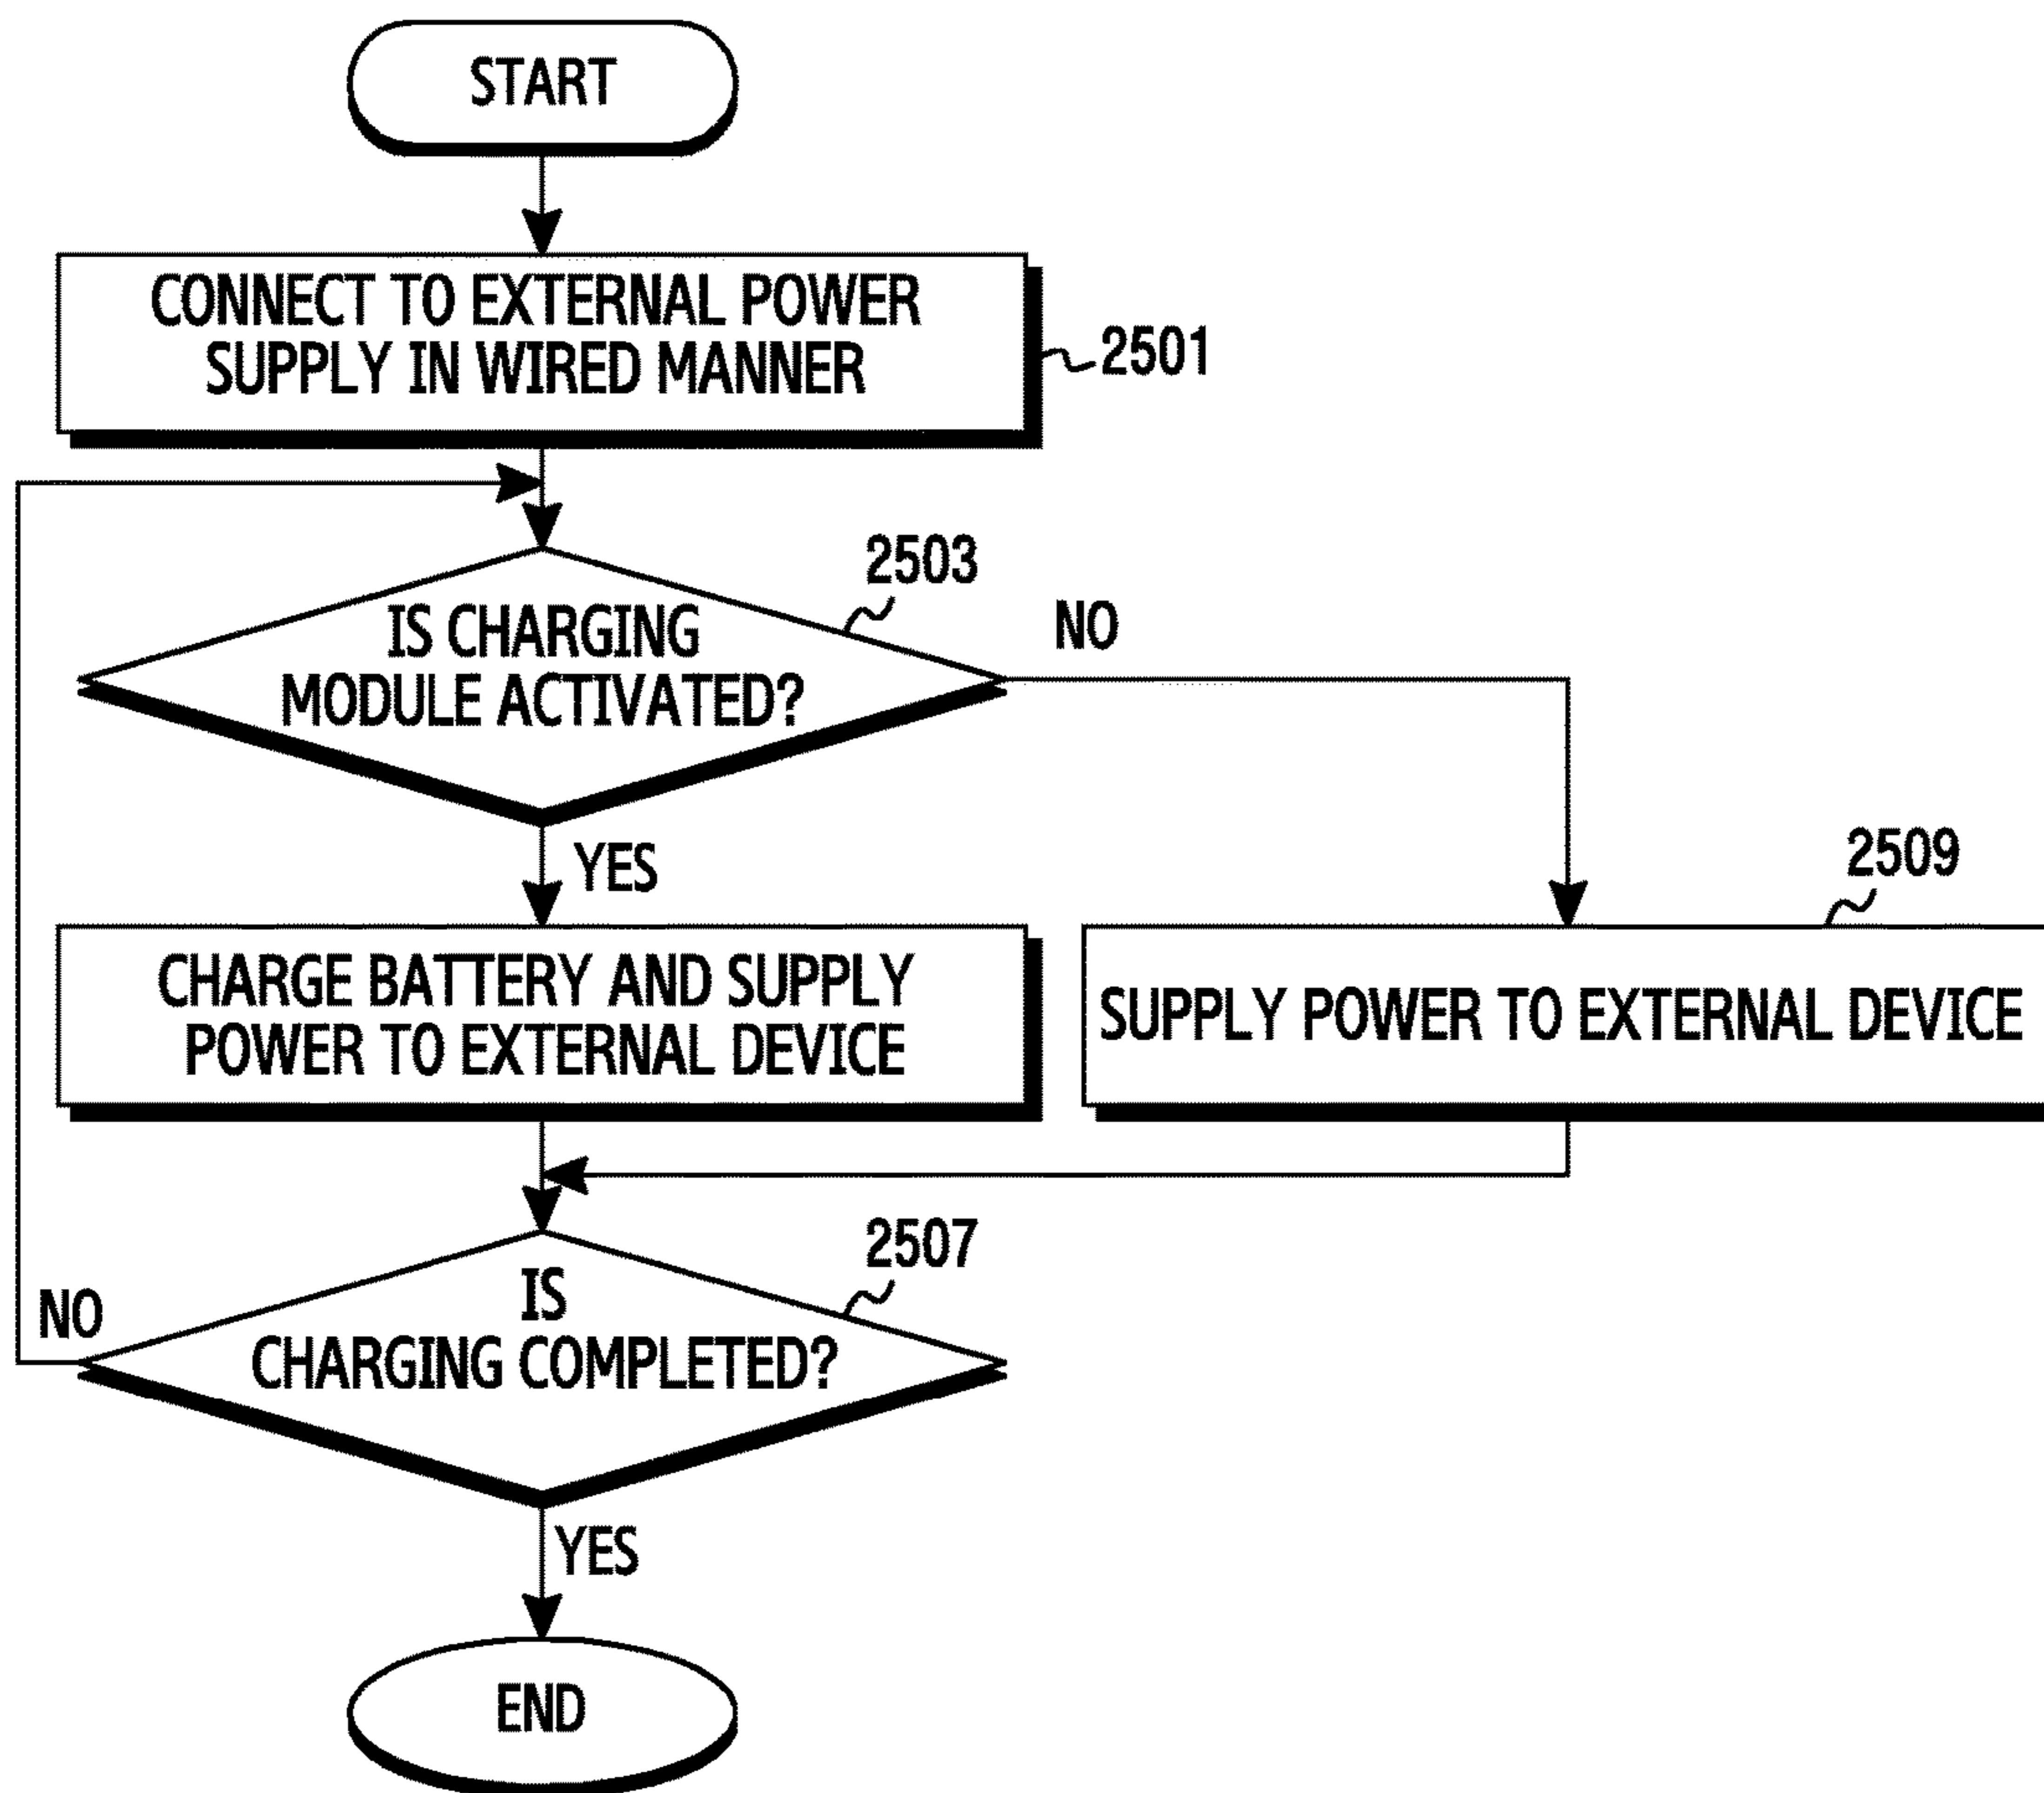 START
CONNECT TO EXTERNAL POWER
SUPPLY IN WIRED MANNER
2501
2503
IS CHARGING
MODULE ACTIVATED?
NO
YES
2509
CHARGE BATTERY AND SUPPLY
POWER TO EXTERNAL DEVICE
SUPPLY POWER TO EXTERNAL DEVICE
2507
IS
CHARGING COMPLETED?
NO
YES
END